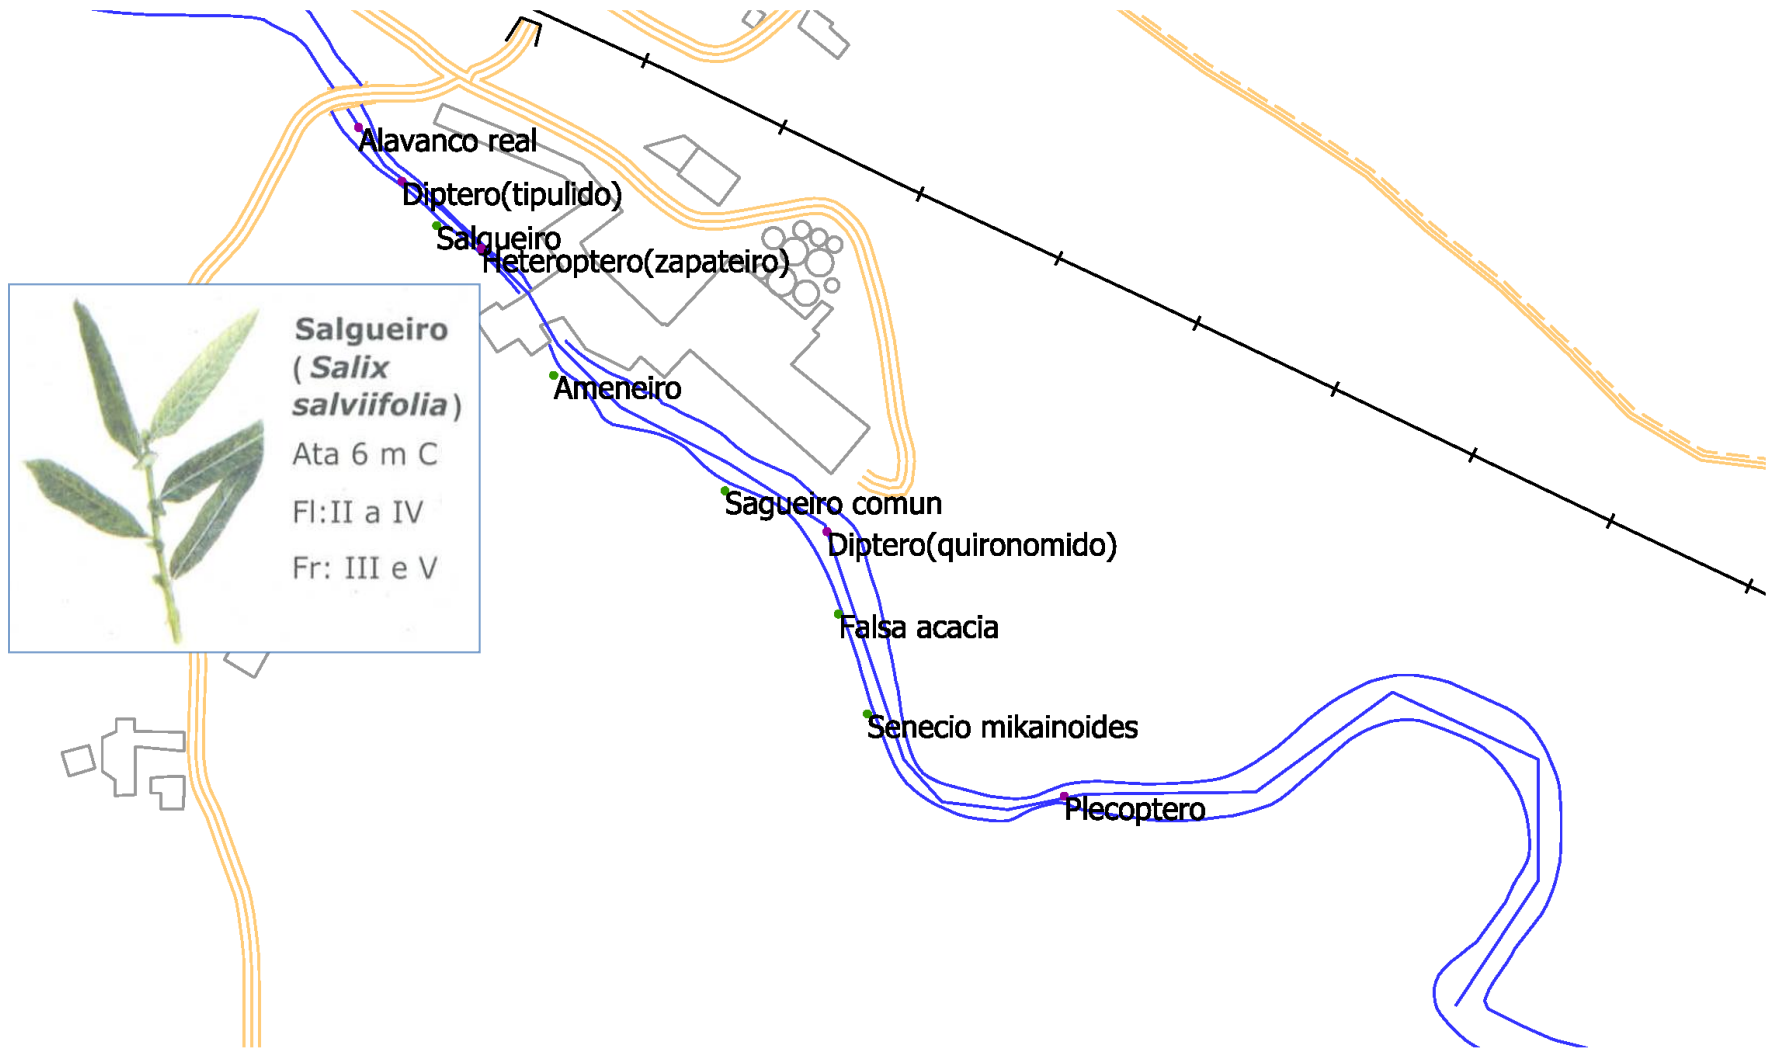 Alavanco real
Diptero(tipulido)
Salgueiro
Heteroptero(zapateiro)
Salgueiro
(Salix
salviifolia)
Ata 6 m C
Fl:II a IV
Fr: III e V
Ameneiro
Sagueiro comun
Diptero(quironomido)
Falsa acacia
Senecio mikainoides
Plecoptero